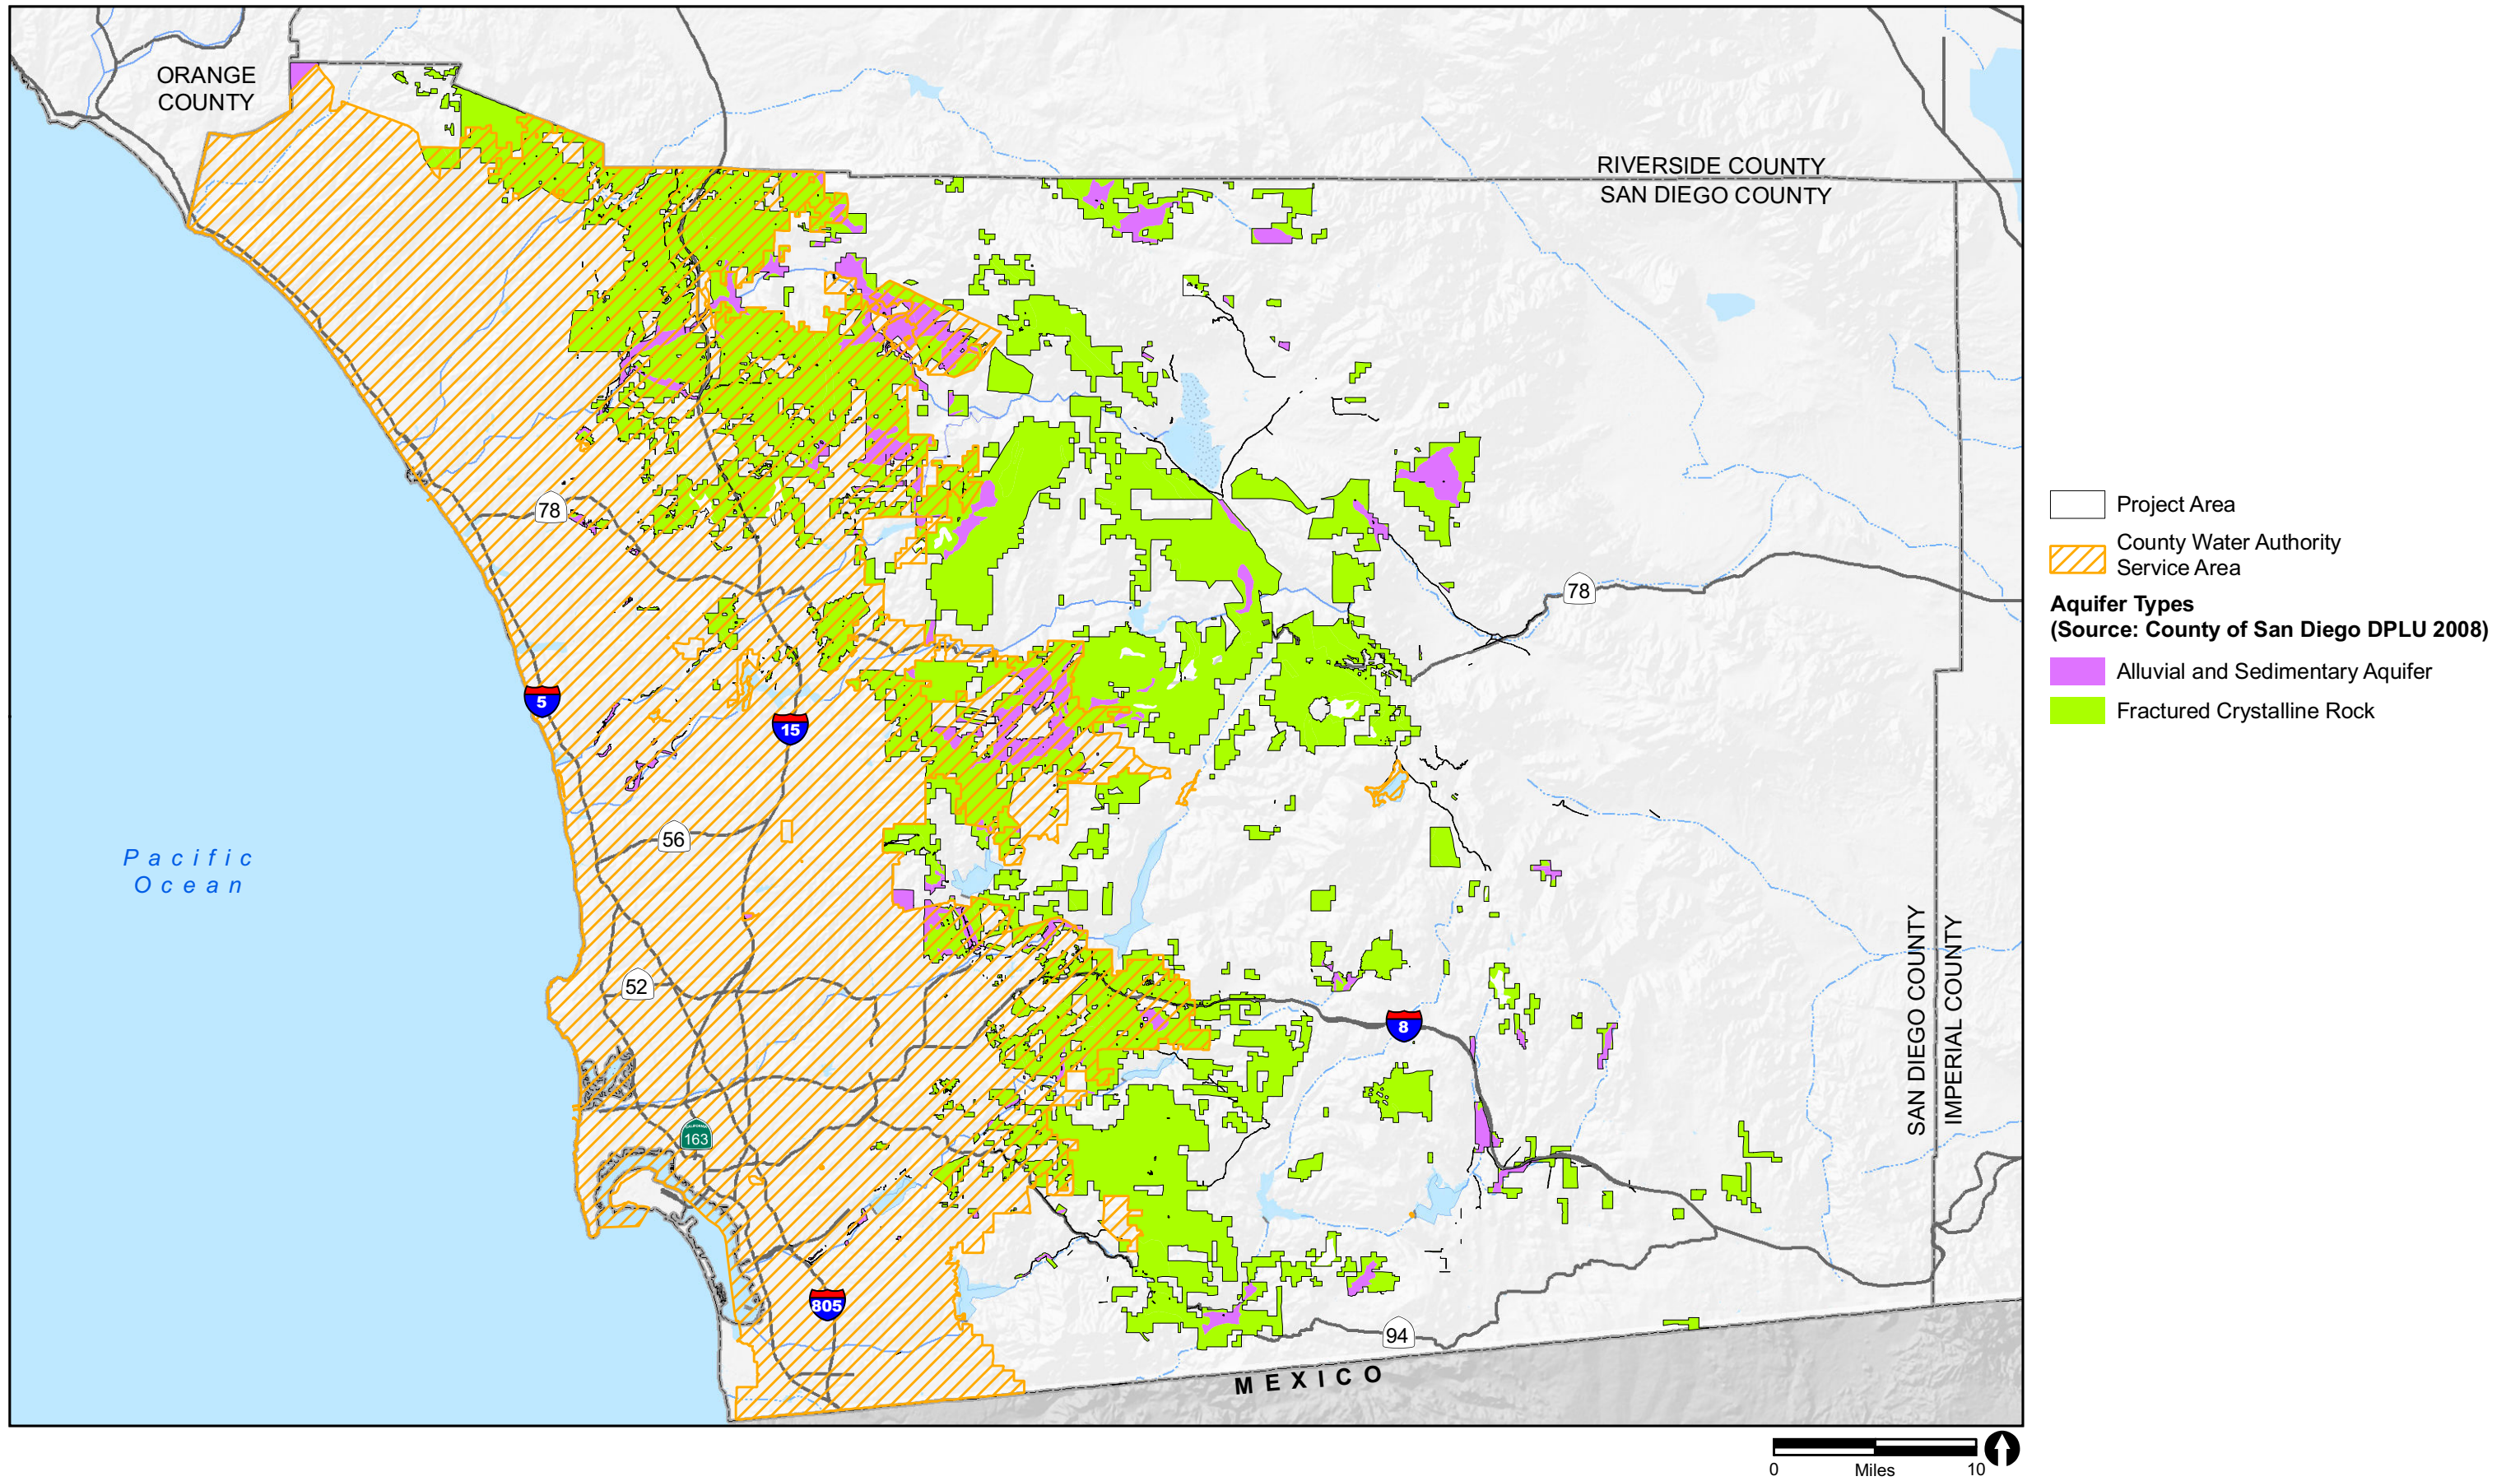 ORANGE
COUNTY
RIVERSIDE COUNTY
SAN DIEGO COUNTY
78
78
5
15
56
Pacific
Ocean
52
8
163
805
94
MEXICO
SAN DIEGO COUNTY
IMPERIAL COUNTY
Project Area
County Water Authority
Service Area
Aquifer Types
(Source: County of San Diego DPLU 2008)
Alluvial and Sedimentary Aquifer
Fractured Crystalline Rock
0 Miles 10